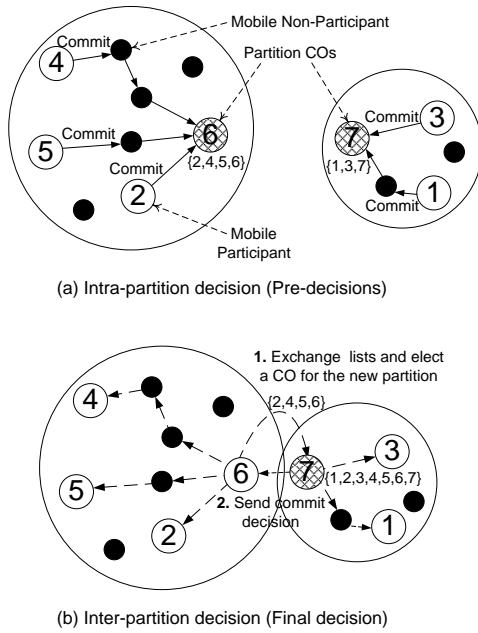 Mobile Non-Participant
Commit
4
Partition COs
5
Commit
6
7
3
Commit
Commit
{2,4,5,6}
{1,3,7}
2
1
Commit
Mobile
Participant
(a) Intra-partition decision (Pre-decisions)
1. Exchange lists and elect
a CO for the new partition
4
{2,4,5,6}
3
6
7
{1,2,3,4,5,6,7}
5
2. Send commit
decision
2
1
(b) Inter-partition decision (Final decision)